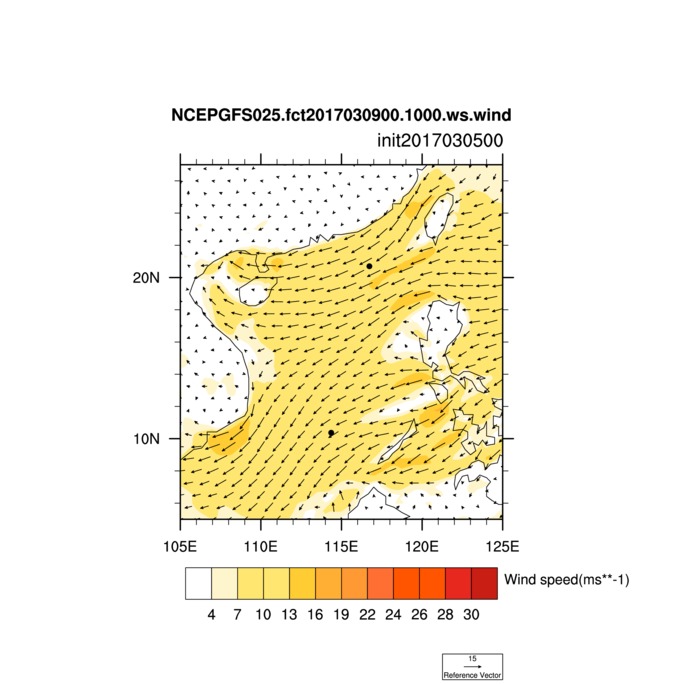 NCEPGFS025.fct2017030900.1000.ws.wind
init2017030500
20N
10N
105E 110E 115E 120E 125E
Wind speed(ms**-1)
4 7 10 13 16 19 22 24 26 28 30
15
Reference Vector